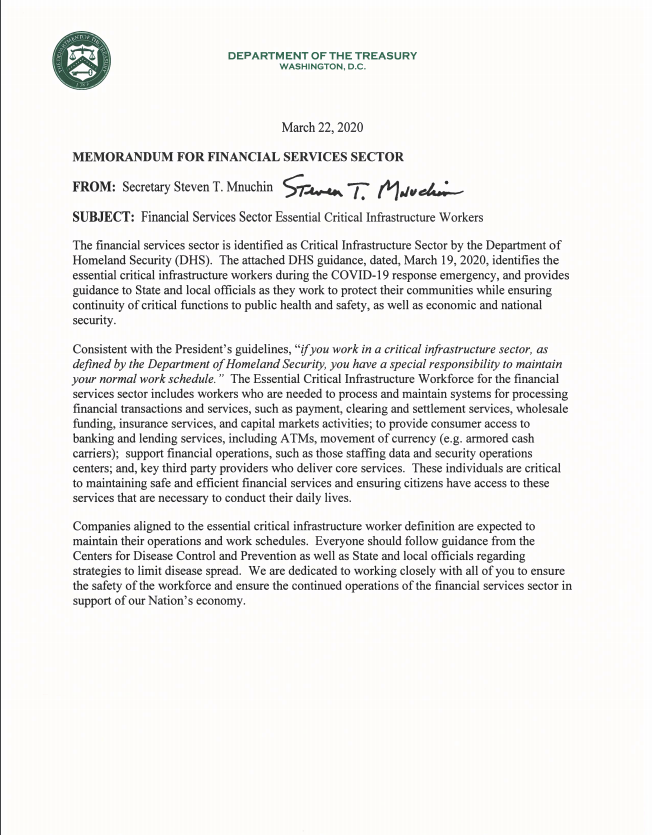 DEPARTMENT OF THE TREASURY
WASHINGTON, D.C.
March 22, 2020
MEMORANDUM FOR FINANCIAL SERVICES SECTOR
FROM: Secretary Steven T. Mnuchin Steven T. Mnuchin
SUBJECT: Financial Services Sector Essential Critical Infrastructure Workers
The financial services sector is identified as Critical Infrastructure Sector by the Department of
Homeland Security (DHS). The attached DHS guidance, dated, March 19, 2020, identifies the
essential critical infrastructure workers during the COVID-19 response emergency, and provides
guidance to State and local officials as they work to protect their communities while ensuring
continuity of critical functions to public health and safety, as well as economic and national
security.
Consistent with the President's guidelines, "if you work in a critical infrastructure sector, as
defined by the Department of Homeland Security, you have a special responsibility to maintain
your normal work schedule." The Essential Critical Infrastructure Workforce for the financial
services sector includes workers who are needed to process and maintain systems for processing
financial transactions and services, such as payment, clearing and settlement services, wholesale
funding, insurance services, and capital markets activities; to provide consumer access to
banking and lending services, including ATMs, movement of currency (e.g. armored cash
carriers); support financial operations, such as those staffing data and security operations
centers; and, key third party providers who deliver core services. These individuals are critical
to maintaining safe and efficient financial services and ensuring citizens have access to these
services that are necessary to conduct their daily lives.
Companies aligned to the essential critical infrastructure worker definition are expected to
maintain their operations and work schedules. Everyone should follow guidance from the
Centers for Disease Control and Prevention as well as State and local officials regarding
strategies to limit disease spread. We are dedicated to working closely with all of you to ensure
the safety of the workforce and ensure the continued operations of the financial services sector in
support of our Nation's economy.